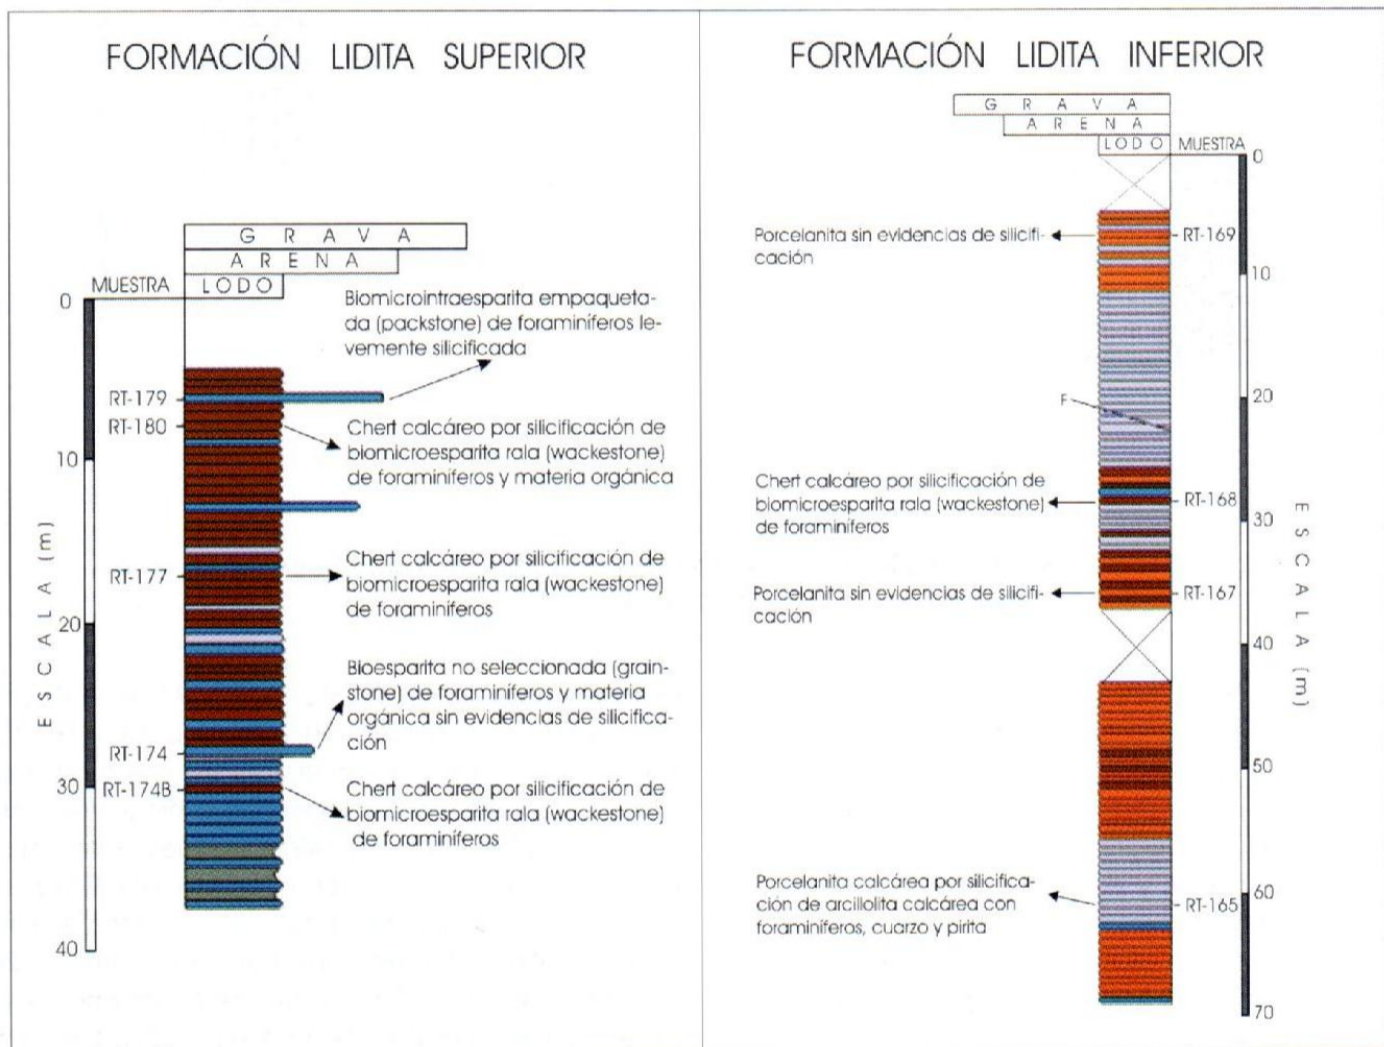 FORMACIÓN LIDITA SUPERIOR
GRAVA
ARENA
MUESTRA
LODO
0
10
20
30
40
ESCALA (m)
RT-179
RT-180
RT-177
RT-174
RT-174B
Biomicrointraesparita empaqueta-
da (packstone) de foraminíferos le-
vemente silicificada
Chert calcáreo por silicificación de
biomicroesparita rala (wackestone)
de foraminíferos y materia orgánica
Chert calcáreo por silicificación de
biomicroesparita rala (wackestone)
de foraminíferos
Bioesparita no seleccionada (grain-
stone) de foraminíferos y materia
orgánica sin evidencias de silicifica-
ción
Chert calcáreo por silicificación de
biomicroesparita rala (wackestone)
de foraminíferos
FORMACIÓN LIDITA INFERIOR
GRAVA
ARENA
LODO
MUESTRA
Porcelanita sin evidencias de silicifi-
cación
F
Chert calcáreo por silicificación de
biomicroesparita rala (wackestone)
de foraminíferos
Porcelanita sin evidencias de silicifi-
cación
Porcelanita calcárea por silicifica-
ción de arcillolita calcárea con
foraminíferos, cuarzo y pirita
RT-169
RT-168
RT-167
RT-165
0
10
20
30
40
50
60
70
ESCALA (m)